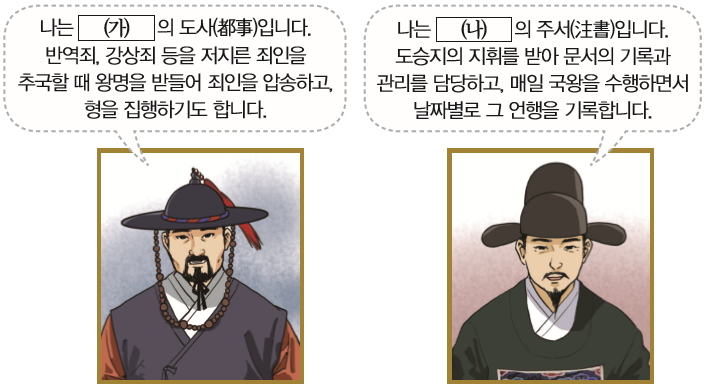 나는 (가) 의 도사(都事)입니다.
반역죄, 강상죄 등을 저지른 죄인을
추국할 때 왕명을 받들어 죄인을 압송하고,
형을 집행하기도 합니다.
나는 (나) 의 주서(注書)입니다.
도승지의 지휘를 받아 문서의 기록과
관리를 담당하고, 매일 국왕을 수행하면서
날짜별로 그 언행을 기록합니다.